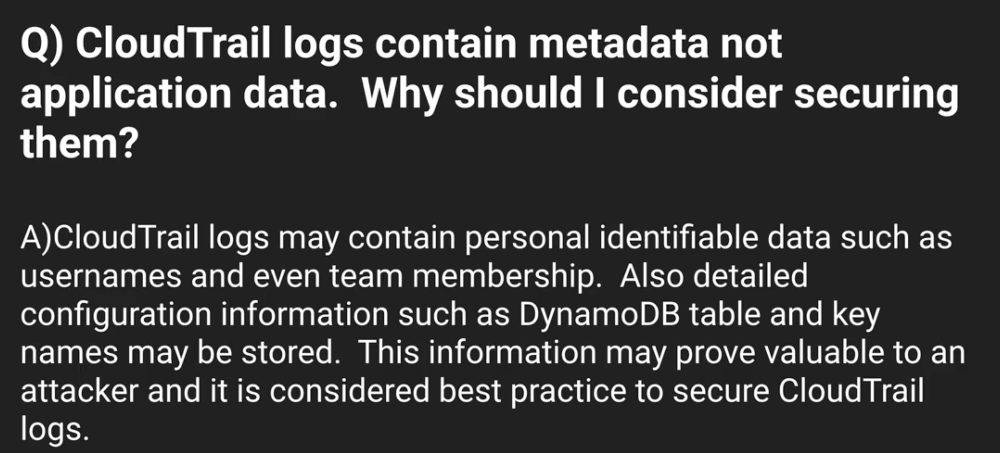 Q) CloudTrail logs contain metadata not
application data.  Why should I consider securing
them?
A)CloudTrail logs may contain personal identifiable data such as
usernames and even team membership.  Also detailed
configuration information such as DynamoDB table and key
names may be stored.  This information may prove valuable to an
attacker and it is considered best practice to secure CloudTrail
logs.